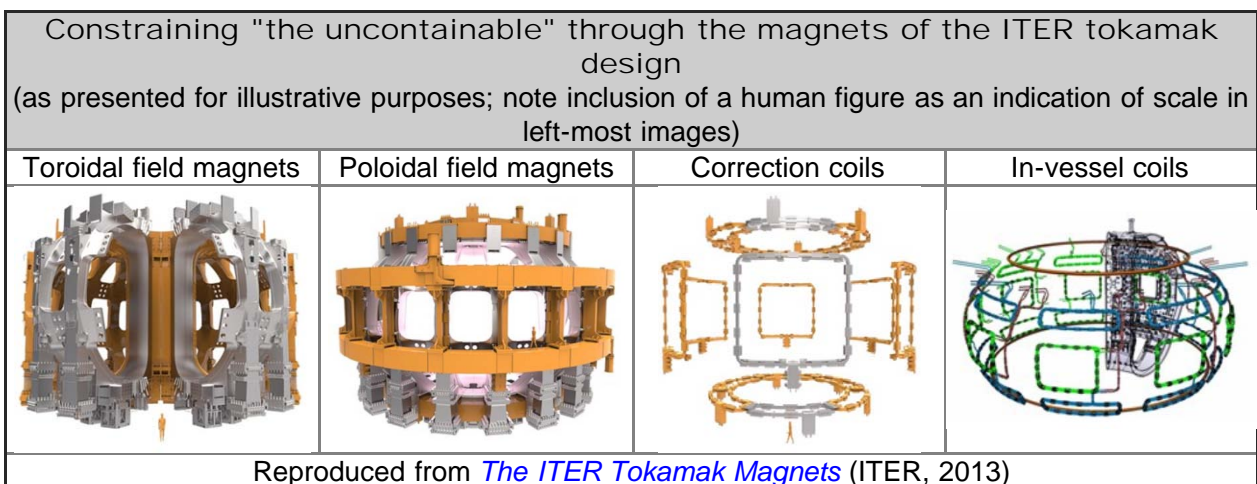 Constraining "the uncontainable" through the magnets of the ITER tokamak
design
(as presented for illustrative purposes; note inclusion of a human figure as an indication of scale in
left-most images)
Toroidal field magnets
Poloidal field magnets
Correction coils
In-vessel coils
Reproduced from The ITER Tokamak Magnets (ITER, 2013)